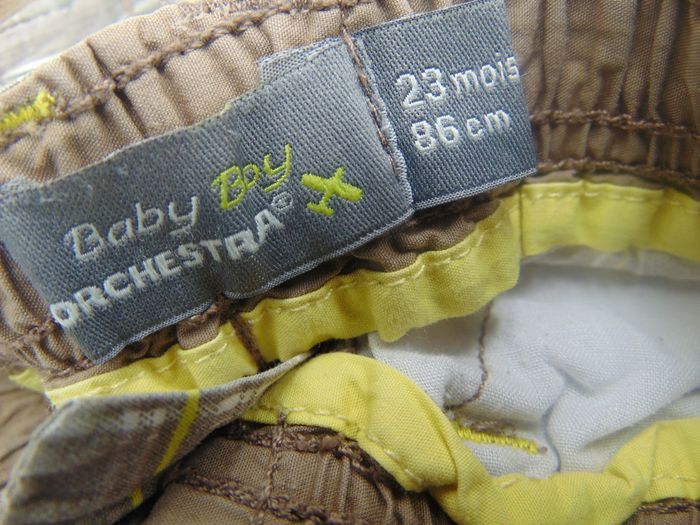 Baby Boy
ORCHESTRA®
23 mois
86 cm